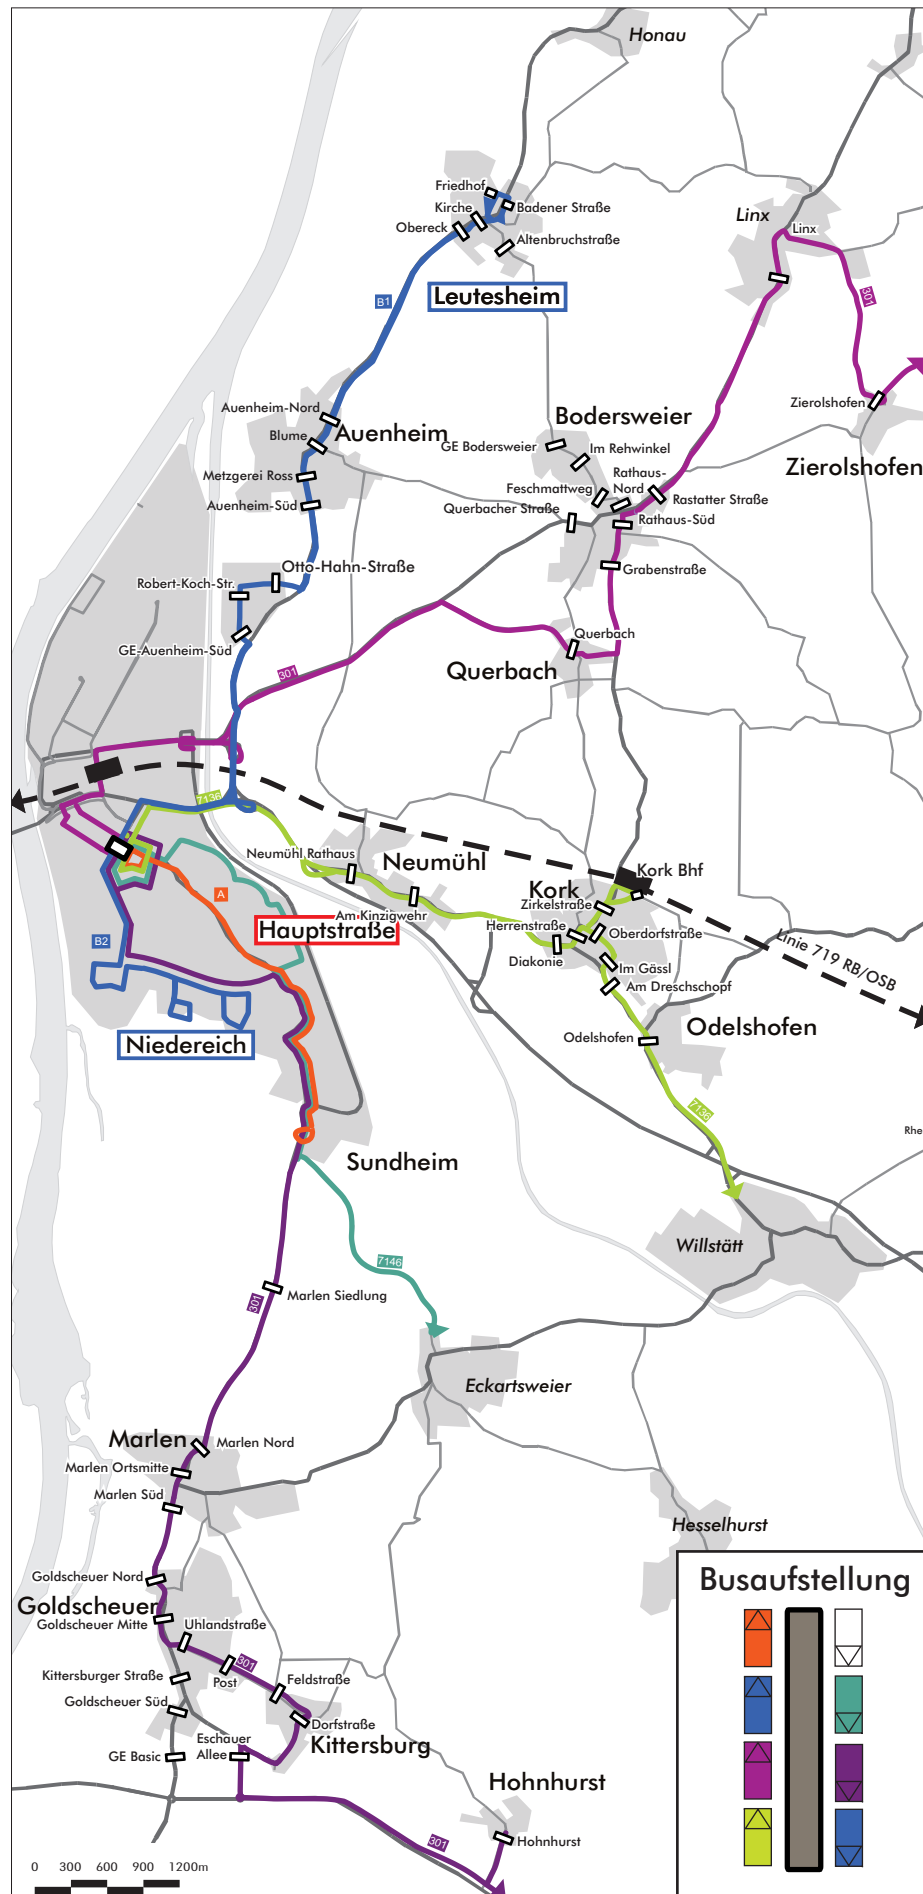 Honau
Friedhof
Kirche
Badener Straße
Obereck
Altenbruchstraße
Linx
Linx
B1
Leutesheim
301
Auenheim-Nord
Blume
Auenheim
Metzgerei Ross
Auenheim-Süd
Zierolshofen
Zierolshofen
Bodersweier
GE Bodersweier
Im Rehwinkel
Feschmattweg
Rathaus-
Nord
Rastatter Straße
Querbacher Straße
Rathaus-Süd
Grabenstraße
Otto-Hahn-Straße
Robert-Koch-Str.
GE-Auenheim-Süd
Querbach
Querbach
301
7136
Neumühl Rathaus
Neumühl
Am Kinzigwehr
Kork
Kork Bhf
Zirkelstraße
Herrenstraße
Oberdorfstraße
Diakonie
Im Gässl
Am Dreschschopf
Linie 719 RB/OSB
A
Hauptstraße
B2
Niedereich
Odelshofen
Odelshofen
7136
Rhe
Sundheim
Willstätt
7146
301
Marlen Siedlung
Eckartsweier
Marlen
Marlen Nord
Marlen Ortsmitte
Marlen Süd
Hesselhurst
Goldscheuer Nord
Goldscheuer
Goldscheuer Mitte
Uhlandstraße
301
Kittersburger Straße
Post
Feldstraße
Goldscheuer Süd
Dorfstraße
Eschauer
Allee
Kittersburg
GE Basic
Hohnhurst
Hohnhurst
301
Busaufstellung
0 300 600 900 1200m